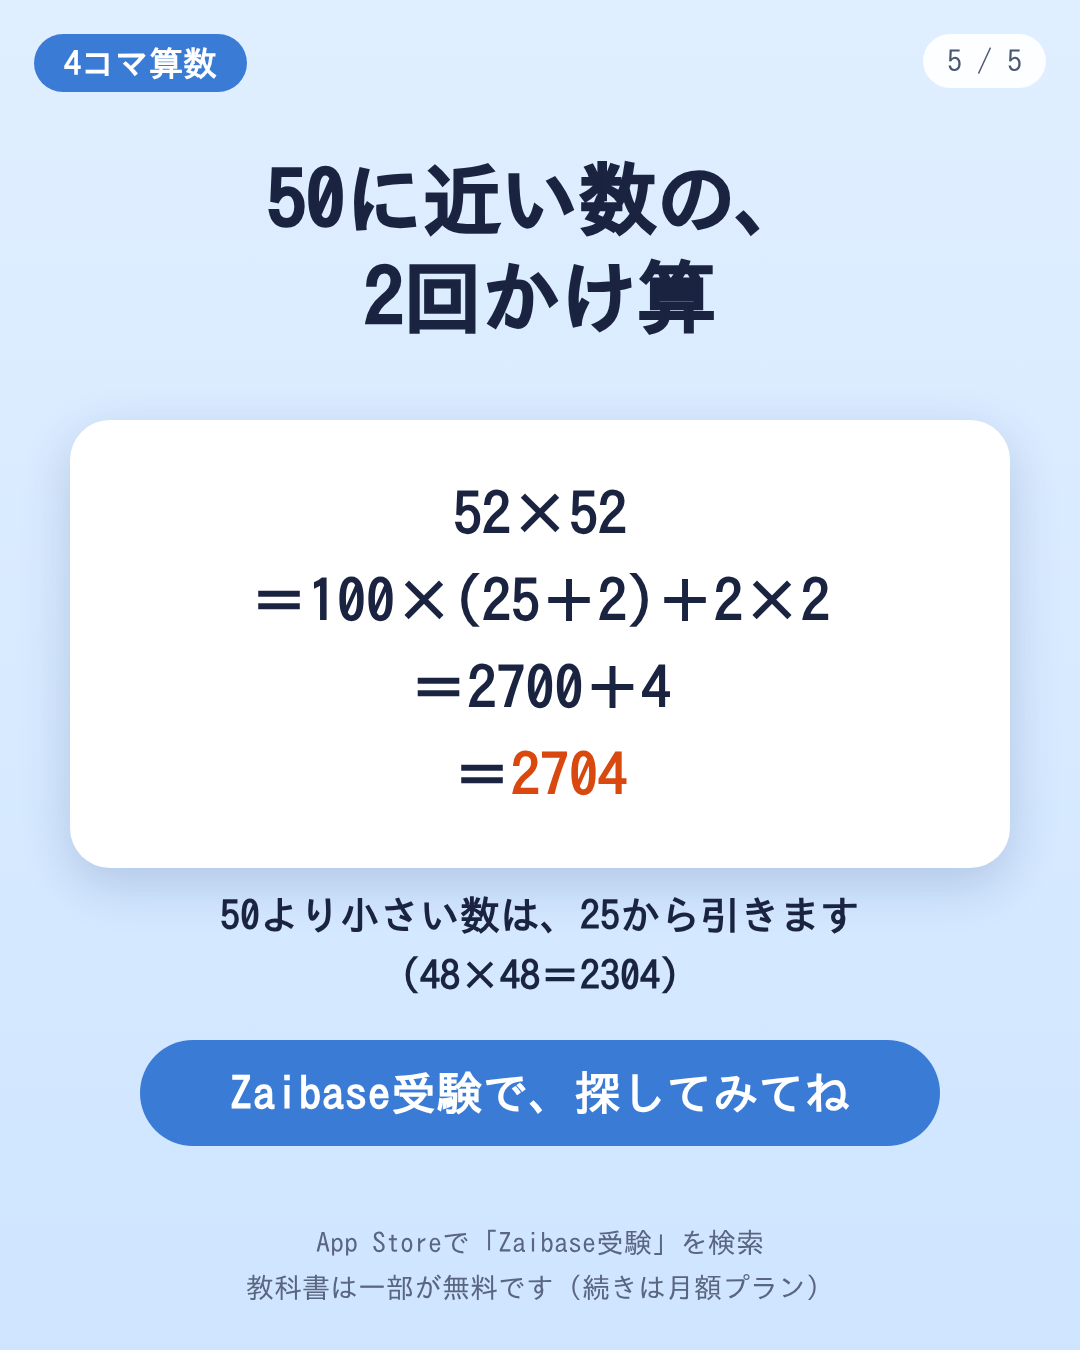 4コマ算数
5 / 5
50に近い数の、
2回かけ算
52×52
＝100×(25＋2)＋2×2
＝2700＋4
＝2704
50より小さい数は、25から引きます
(48×48＝2304)
Zaibase受験で、探してみてね
App Storeで「Zaibase受験」を検索
教科書は一部が無料です（続きは月額プラン）